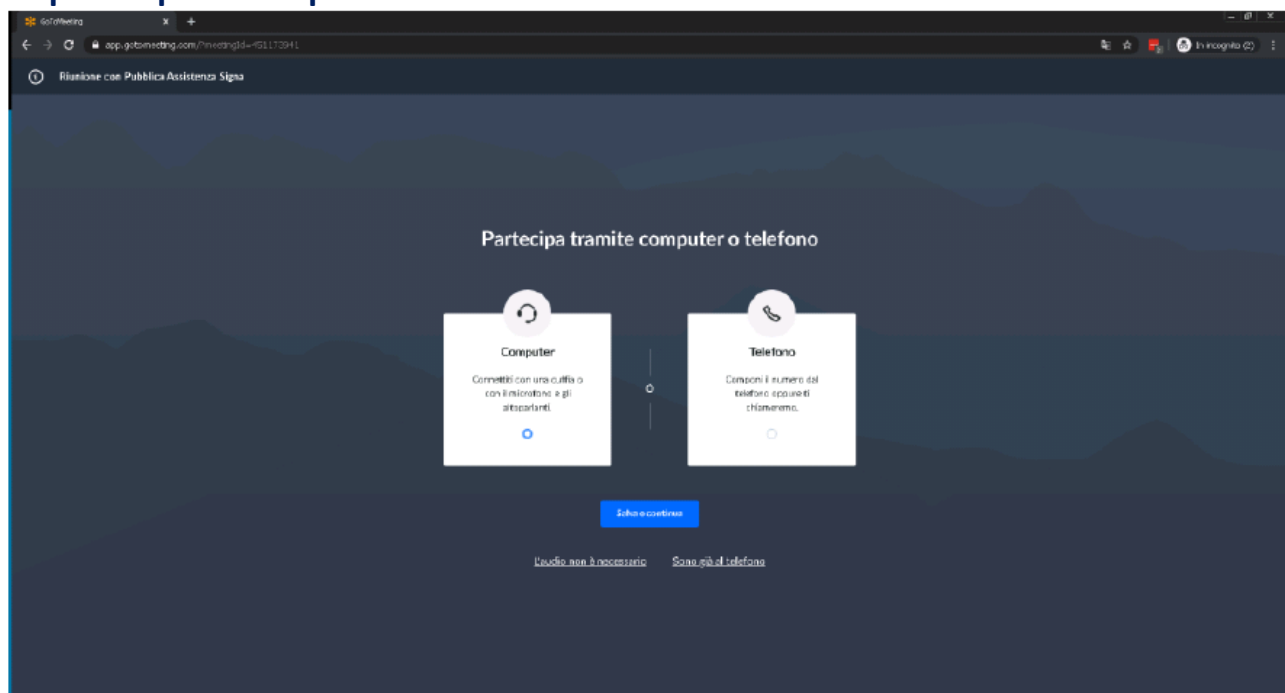 GoToMeeting
app.gotomeeting.com/?meetingId=451173941
In incognito (2)
Riunione con Pubblica Assistenza Signa
Partecipa tramite computer o telefono
Computer
Telefono
Connettiti con una cuffia o
con il microfono e gli
altoparlanti.
O
Componi il numero dal
telefono oppure ti
chiameremo.
Salva e continua
L'audio non è necessario
Sono già al telefono